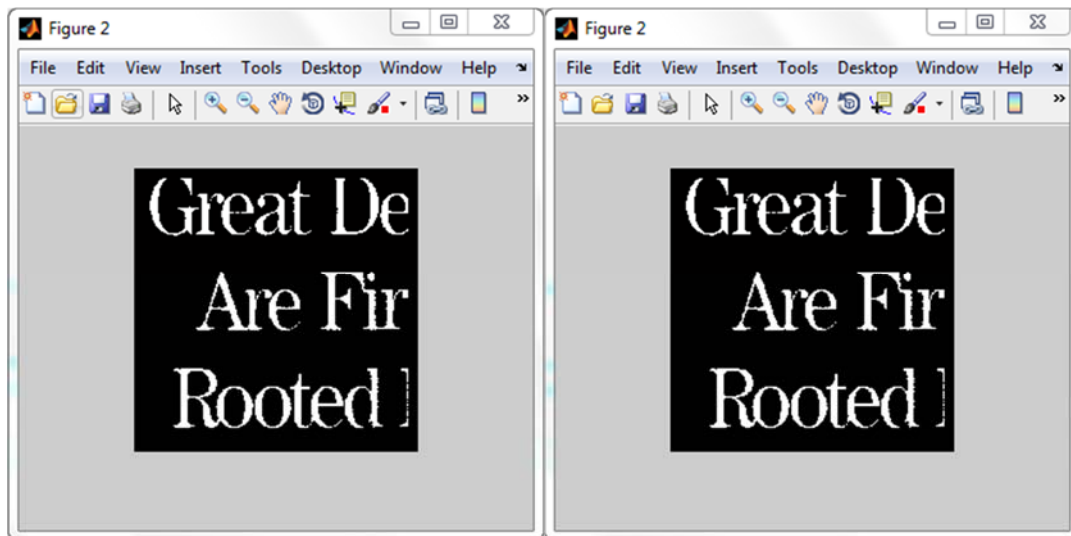 Figure 2
File Edit View Insert Tools Desktop Window Help
Great De
Are Fir
Rooted
Figure 2
File Edit View Insert Tools Desktop Window Help
Great De
Are Fir
Rooted